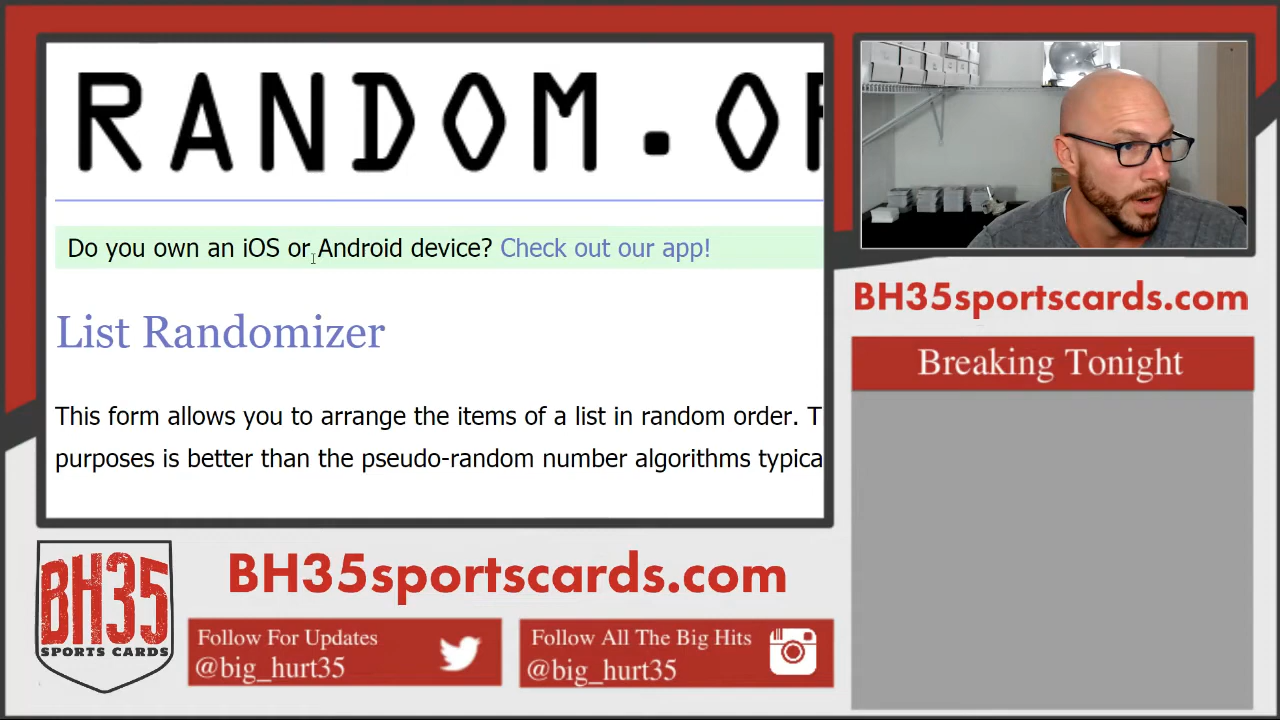 RANDOM.O
Do you own an iOS or Android device? Check out our app!
List Randomizer
This form allows you to arrange the items of a list in random order. T
purposes is better than the pseudo-random number algorithms typica
BH35sportscards.com
Breaking Tonight
BH35
SPORTS CARDS
BH35sportscards.com
Follow For Updates
@big_hurt35
Follow All The Big Hits
@big_hurt35